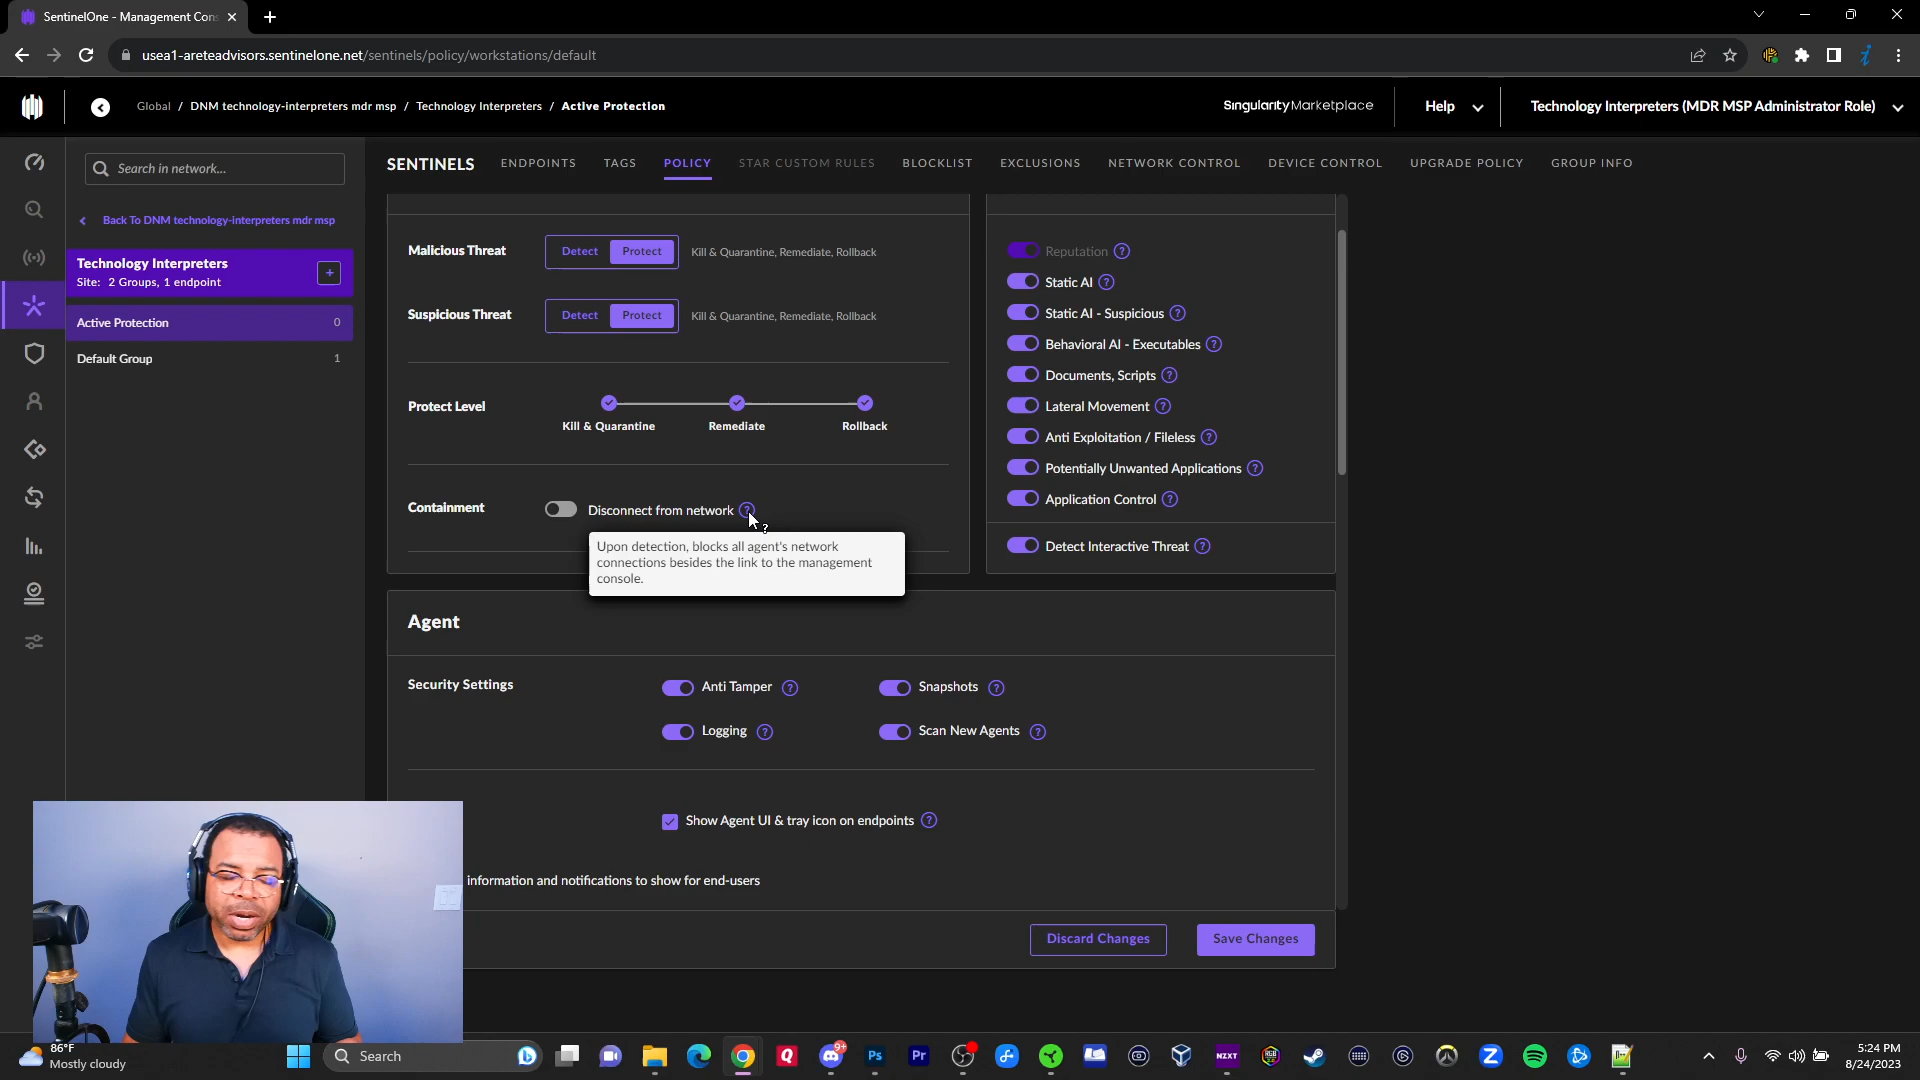 SentinelOne - Management Cons
usea1-areteadvisors.sentinelone.net/sentinels/policy/workstations/default
Global / DNM technology-interpreters mdr msp / Technology Interpreters / Active Protection
Singularity Marketplace
Help
Technology Interpreters (MDR MSP Administrator Role)
Search in network...
SENTINELS
ENDPOINTS
TAGS
POLICY
STAR CUSTOM RULES
BLOCKLIST
EXCLUSIONS
NETWORK CONTROL
DEVICE CONTROL
UPGRADE POLICY
GROUP INFO
Back To DNM technology-interpreters mdr msp
Technology Interpreters
Site: 2 Groups, 1 endpoint
+
Active Protection 0
Default Group 1
Malicious Threat
Detect
Protect
Kill & Quarantine, Remediate, Rollback
Suspicious Threat
Detect
Protect
Kill & Quarantine, Remediate, Rollback
Protect Level
Kill & Quarantine
Remediate
Rollback
Containment
Disconnect from network ?
Upon detection, blocks all agent's network
connections besides the link to the management
console.
Reputation ?
Static AI ?
Static AI - Suspicious ?
Behavioral AI - Executables ?
Documents, Scripts ?
Lateral Movement ?
Anti Exploitation / Fileless ?
Potentially Unwanted Applications ?
Application Control ?
Detect Interactive Threat ?
Agent
Security Settings
Anti Tamper ?
Snapshots ?
Logging ?
Scan New Agents ?
Show Agent UI & tray icon on endpoints ?
information and notifications to show for end-users
Discard Changes
Save Changes
86°F
Mostly cloudy
Search
9+
Ps
Pr
NZXT
5:24 PM
8/24/2023